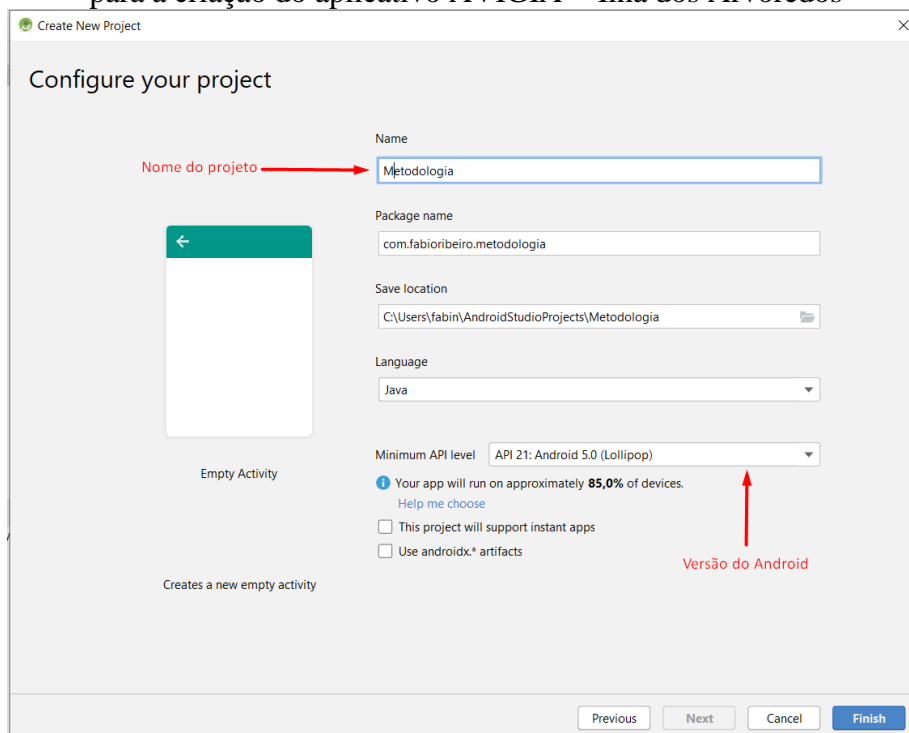 para a criação do aplicativo AVIGIA – Ilha dos Arvoredos
Create New Project
Configure your project
Name
Nome do projeto
Metodologia
Package name
com.fabioribeiro.metodologia
Save location
C:\Users\fabin\AndroidStudioProjects\Metodologia
Language
Java
Minimum API level
API 21: Android 5.0 (Lollipop)
Empty Activity
Your app will run on approximately 85,0% of devices.
Help me choose
This project will support instant apps
Use androidx.* artifacts
Versão do Android
Creates a new empty activity
Previous
Next
Cancel
Finish